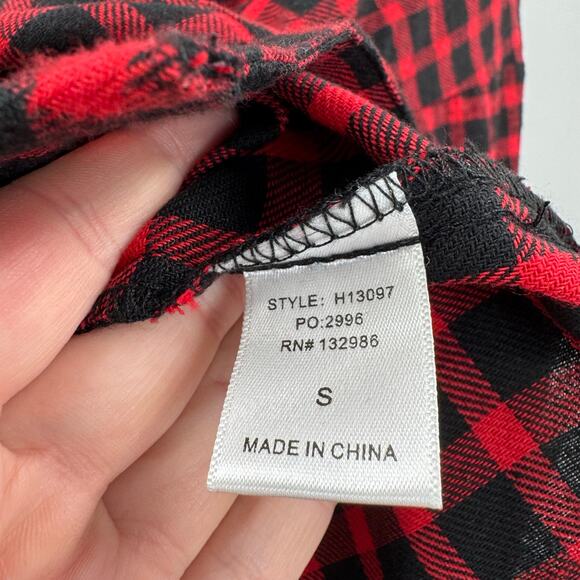 STYLE: H13097
PO:2996
RN# 132986
S
MADE IN CHINA